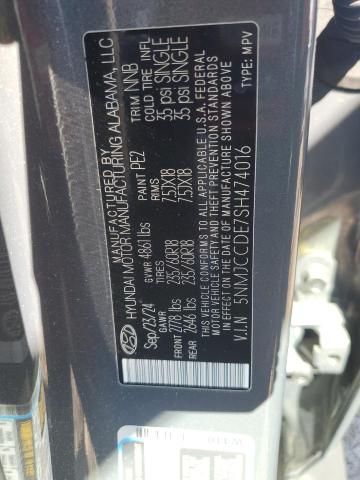 MANUFACTURED BY
HYUNDAI MOTOR MANUFACTURING ALABAMA, LLC
Sep/23/24 GVWR 4861 lbs PAINT PE2 TRIM NNB
GAWR TIRES RIMS COLD TIRE INFL
FRONT 2778 lbs 235/60R18 7.5JX18 35 psi SINGLE
REAR 2646 lbs 235/60R18 7.5JX18 35 psi SINGLE
THIS VEHICLE CONFORMS TO ALL APPLICABLE U.S.A. FEDERAL
MOTOR VEHICLE SAFETY, BUMPER, AND THEFT PREVENTION STANDARDS
IN EFFECT ON THE DATE OF MANUFACTURE SHOWN ABOVE.
V.I.N 5NMJCCDE7SH474016 TYPE: MPV